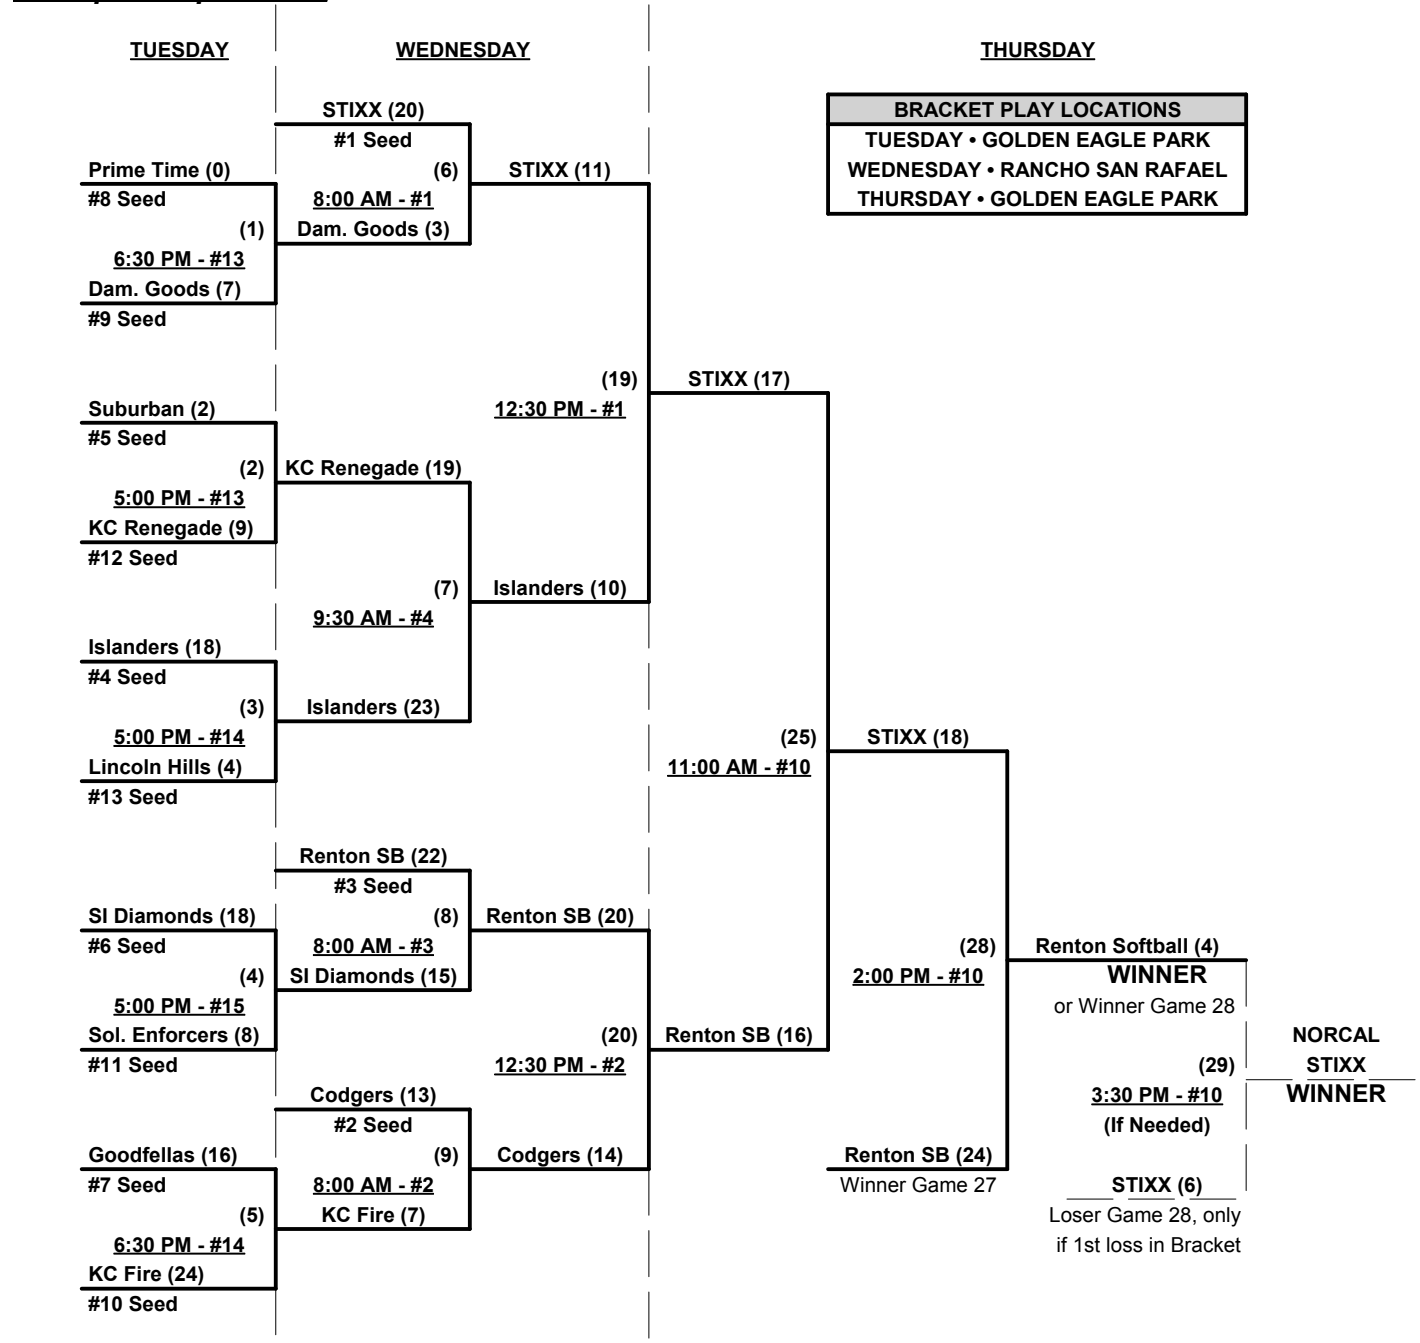 TUESDAY
WEDNESDAY
THURSDAY
STIXX (20)
#1 Seed
BRACKET PLAY LOCATIONS
TUESDAY • GOLDEN EAGLE PARK
WEDNESDAY • RANCHO SAN RAFAEL
THURSDAY • GOLDEN EAGLE PARK
Prime Time (0)
#8 Seed
(6)
8:00 AM - #1
STIXX (11)
(1)
6:30 PM - #13
Dam. Goods (3)
Dam. Goods (7)
#9 Seed
(19)
12:30 PM - #1
STIXX (17)
Suburban (2)
#5 Seed
(2)
5:00 PM - #13
KC Renegade (19)
KC Renegade (9)
#12 Seed
(7)
9:30 AM - #4
Islanders (10)
Islanders (18)
#4 Seed
(3)
5:00 PM - #14
Islanders (23)
Lincoln Hills (4)
#13 Seed
(25)
11:00 AM - #10
STIXX (18)
Renton SB (22)
#3 Seed
SI Diamonds (18)
#6 Seed
(8)
8:00 AM - #3
Renton SB (20)
(4)
5:00 PM - #15
SI Diamonds (15)
Sol. Enforcers (8)
#11 Seed
(28)
2:00 PM - #10
Renton Softball (4)
WINNER
or Winner Game 28
(20)
12:30 PM - #2
Renton SB (16)
NORCAL
STIXX
WINNER
(29)
3:30 PM - #10
(If Needed)
Codgers (13)
#2 Seed
Goodfellas (16)
#7 Seed
(9)
8:00 AM - #2
Codgers (14)
Renton SB (24)
Winner Game 27
STIXX (6)
Loser Game 28, only
if 1st loss in Bracket
(5)
6:30 PM - #14
KC Fire (7)
KC Fire (24)
#10 Seed